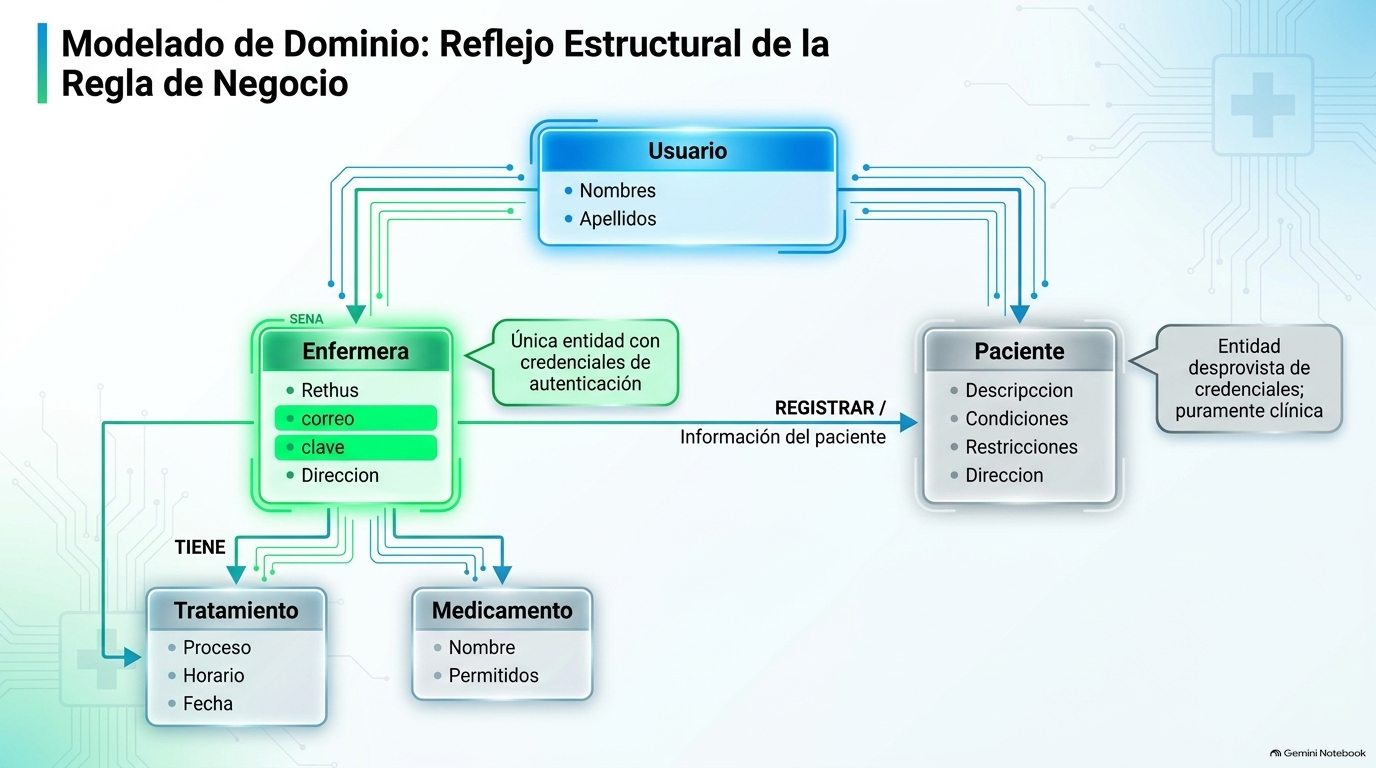 Modelado de Dominio: Reflejo Estructural de la
Regla de Negocio
Usuario
Nombres
Apellidos
SENA
Enfermera
Rethus
correo
clave
Direccion
Única entidad con
credenciales de
autenticación
REGISTRAR /
Información del paciente
Paciente
Descripccion
Condiciones
Restricciones
Direccion
Entidad
desprovista de
credenciales;
puramente clínica
TIENE
Tratamiento
Proceso
Horario
Fecha
Medicamento
Nombre
Permitidos
Gemini Notebook